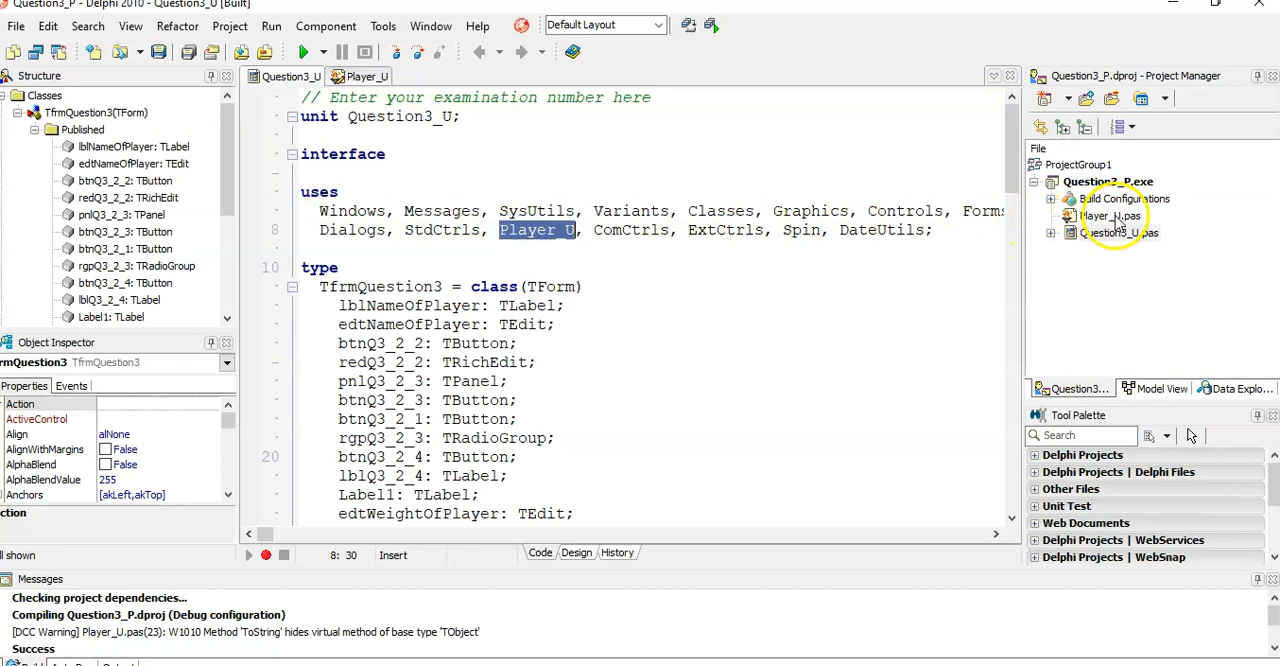 Question3_P - Delphi 2010 - Question3_U [Built]
File Edit Search View Refactor Project Run Component Tools Window Help Default Layout
Structure
Classes
TfrmQuestion3(TForm)
Published
lblNameOfPlayer: TLabel
edtNameOfPlayer: TEdit
btnQ3_2_2: TButton
redQ3_2_2: TRichEdit
pnlQ3_2_3: TPanel
btnQ3_2_3: TButton
btnQ3_2_1: TButton
rgpQ3_2_3: TRadioGroup
btnQ3_2_4: TButton
lblQ3_2_4: TLabel
Label1: TLabel
Object Inspector
frmQuestion3 TfrmQuestion3
Properties Events
Action
ActiveControl
Align alNone
AlignWithMargins False
AlphaBlend False
AlphaBlendValue 255
Anchors [akLeft,akTop]
Action
All shown
Question3_U Player_U
// Enter your examination number here
unit Question3_U;
interface
uses
Windows, Messages, SysUtils, Variants, Classes, Graphics, Controls, Forms
8 Dialogs, StdCtrls, Player_U, ComCtrls, ExtCtrls, Spin, DateUtils;
10 type
TfrmQuestion3 = class(TForm)
lblNameOfPlayer: TLabel;
edtNameOfPlayer: TEdit;
btnQ3_2_2: TButton;
redQ3_2_2: TRichEdit;
pnlQ3_2_3: TPanel;
btnQ3_2_3: TButton;
btnQ3_2_1: TButton;
rgpQ3_2_3: TRadioGroup;
20 btnQ3_2_4: TButton;
lblQ3_2_4: TLabel;
Label1: TLabel;
edtWeightOfPlayer: TEdit;
8: 30 Insert Code Design History
Question3_P.dproj - Project Manager
File
ProjectGroup1
Question3_P.exe
Build Configurations
Player_U.pas
Question3_U.pas
Question3... Model View Data Explo...
Tool Palette
Search
Delphi Projects
Delphi Projects | Delphi Files
Other Files
Unit Test
Web Documents
Delphi Projects | WebServices
Delphi Projects | WebSnap
Messages
Checking project dependencies...
Compiling Question3_P.dproj (Debug configuration)
[DCC Warning] Player_U.pas(23): W1010 Method 'ToString' hides virtual method of base type 'TObject'
Success